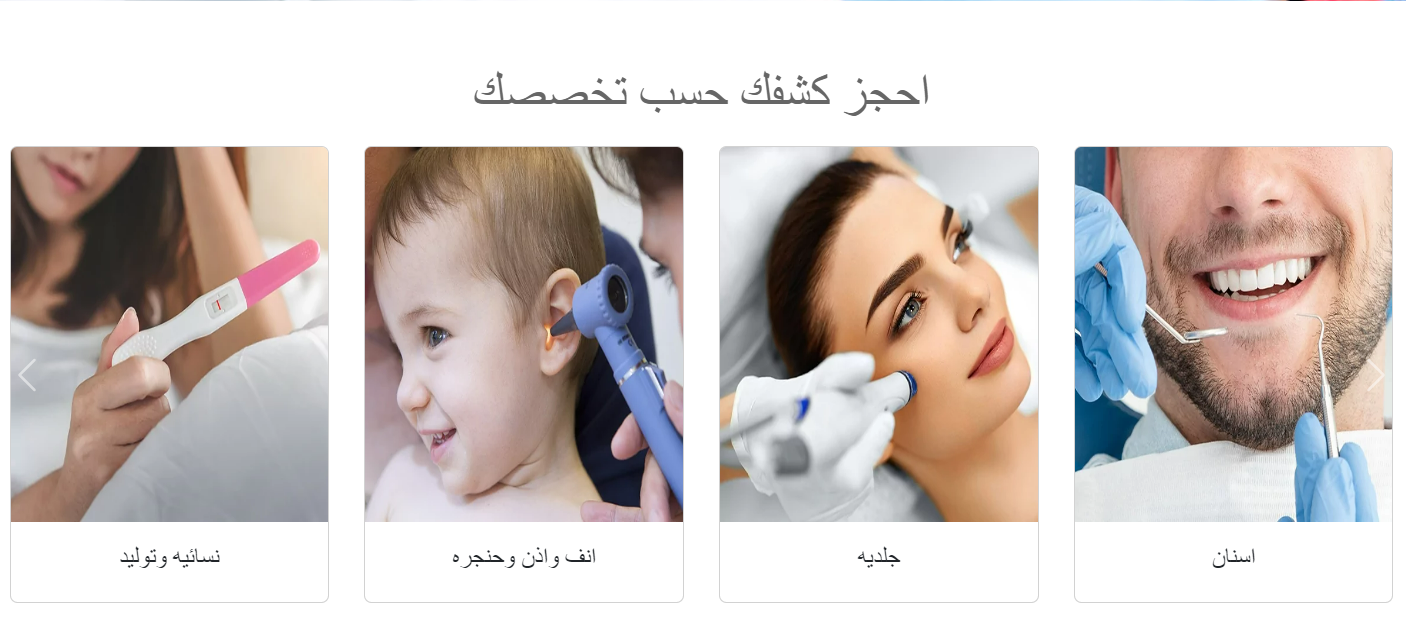 احجز كشفك حسب تخصصك
اسنان
جلديه
انف واذن وحنجره
نسائيه وتوليد